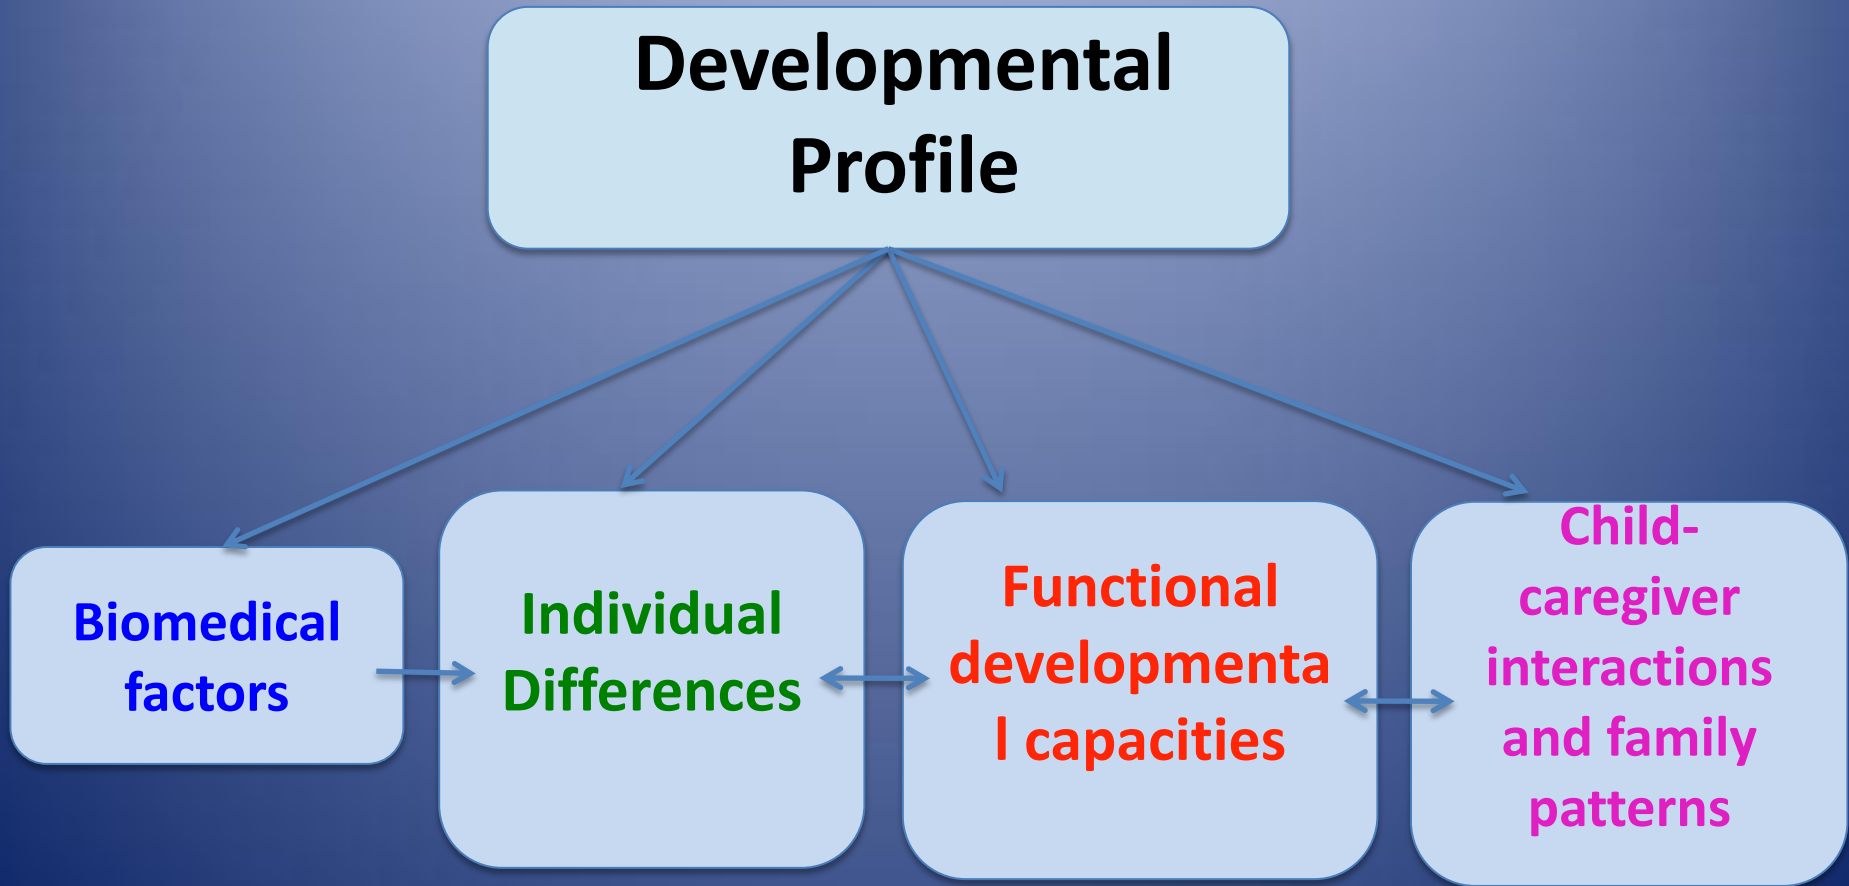 Developmental
Profile
Biomedical
factors
Individual
Differences
Functional
developmenta
l capacities
Child-
caregiver
interactions
and family
patterns